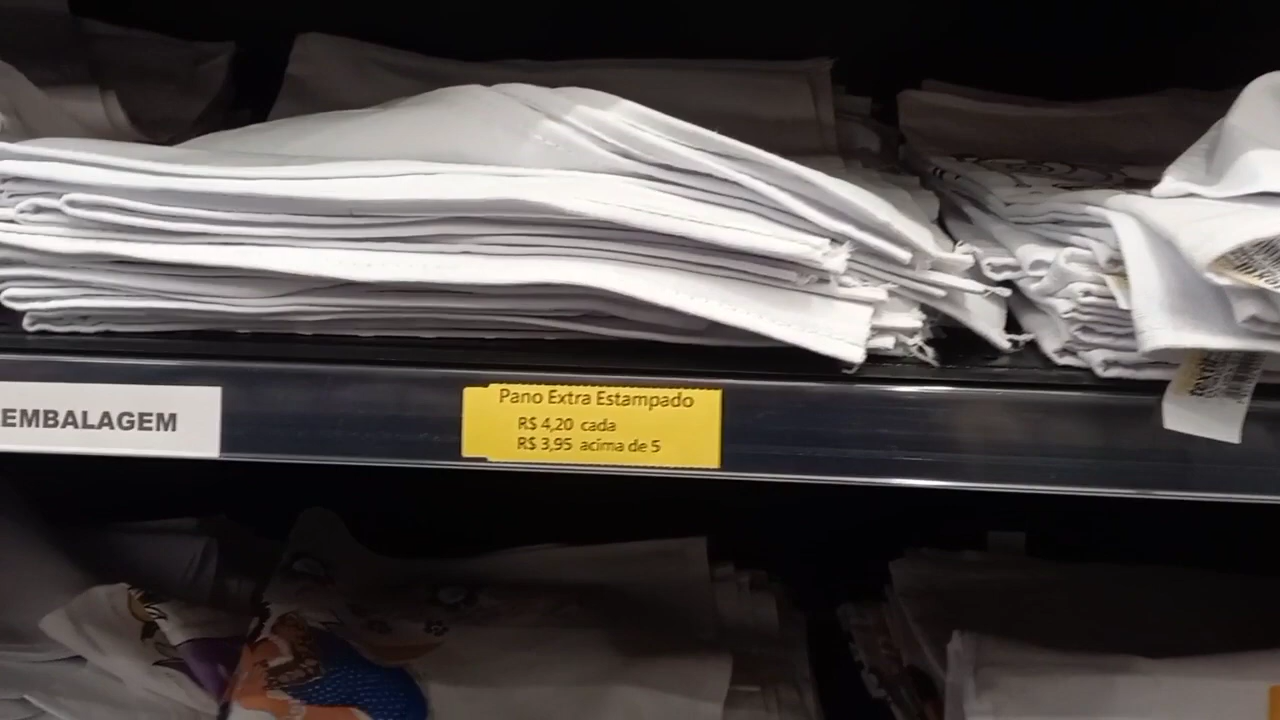 EMBALAGEM
Pano Extra Estampado
R$ 4,20 cada
R$ 3,95 acima de 5